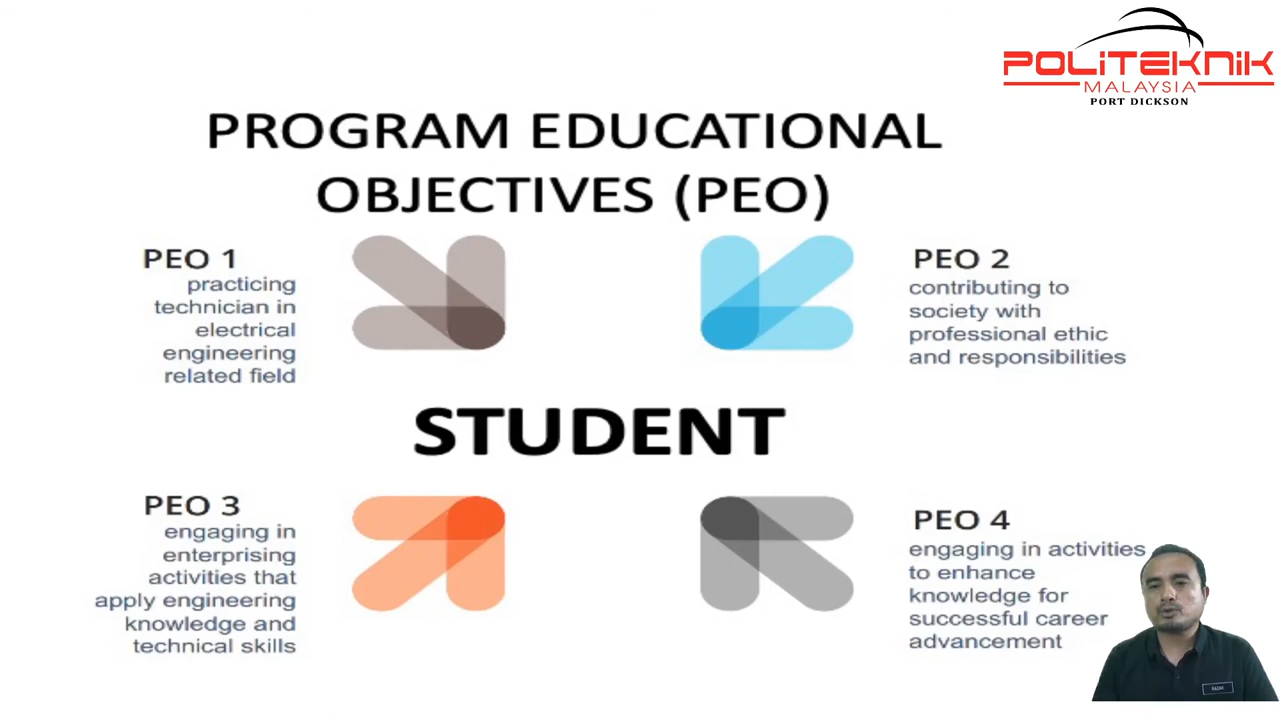 POLITEKNIK
MALAYSIA
PORT DICKSON
PROGRAM EDUCATIONAL
OBJECTIVES (PEO)
PEO 1
practicing
technician in
electrical
engineering
related field
PEO 2
contributing to
society with
professional ethic
and responsibilities
STUDENT
PEO 3
engaging in
enterprising
activities that
apply engineering
knowledge and
technical skills
PEO 4
engaging in activities
to enhance
knowledge for
successful career
advancement